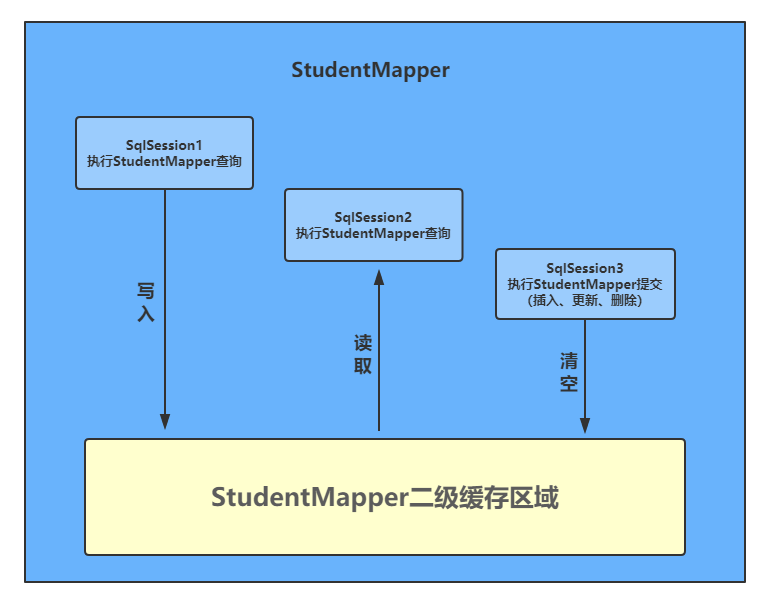 StudentMapper
SqlSession1
执行StudentMapper查询
SqlSession2
执行StudentMapper查询
SqlSession3
执行StudentMapper提交
（插入、更新、删除）
写
入
读
取
清
空
StudentMapper二级缓存区域